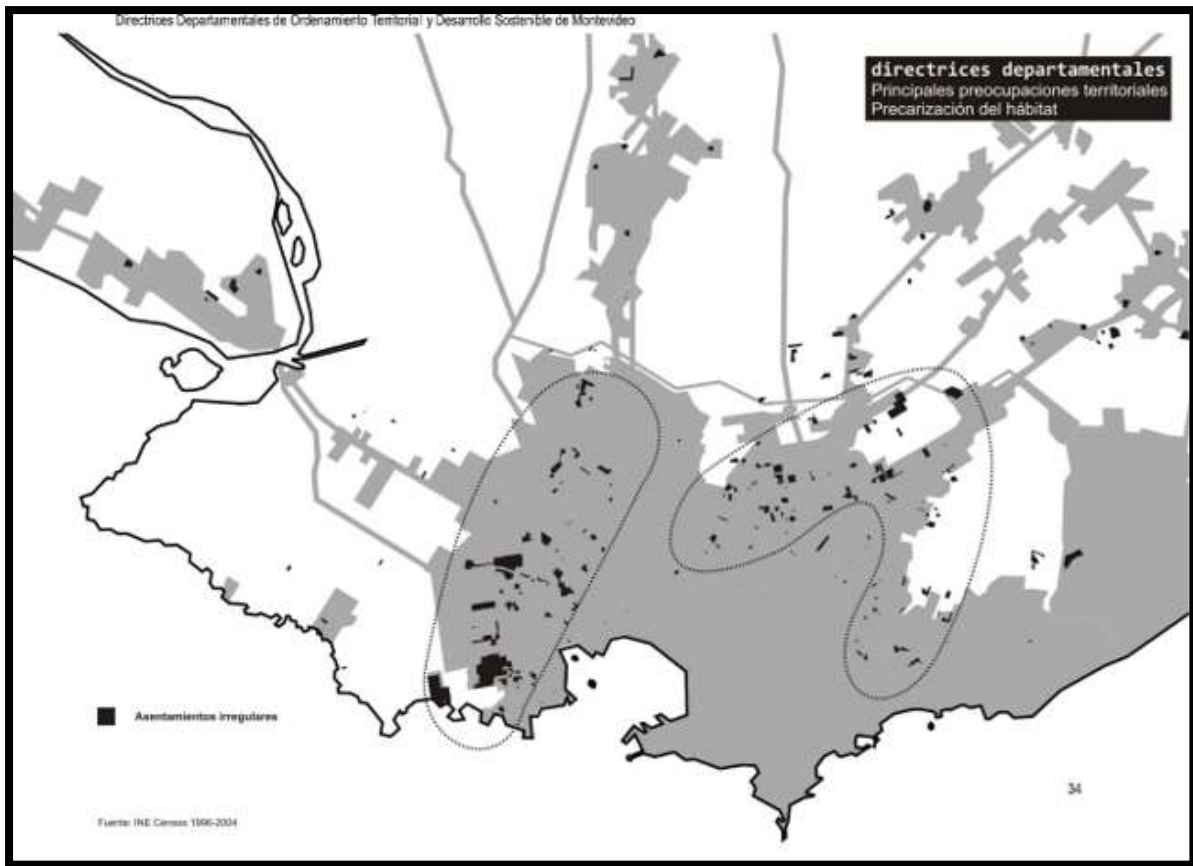 Directrices Departamentales de Ordenamiento Territorial y Desarrollo Sostenible de Montevideo
directrices departamentales
Principales preocupaciones territoriales
Precarización del hábitat
Asentamientos irregulares
34
Fuente: INE Censos 1996-2004